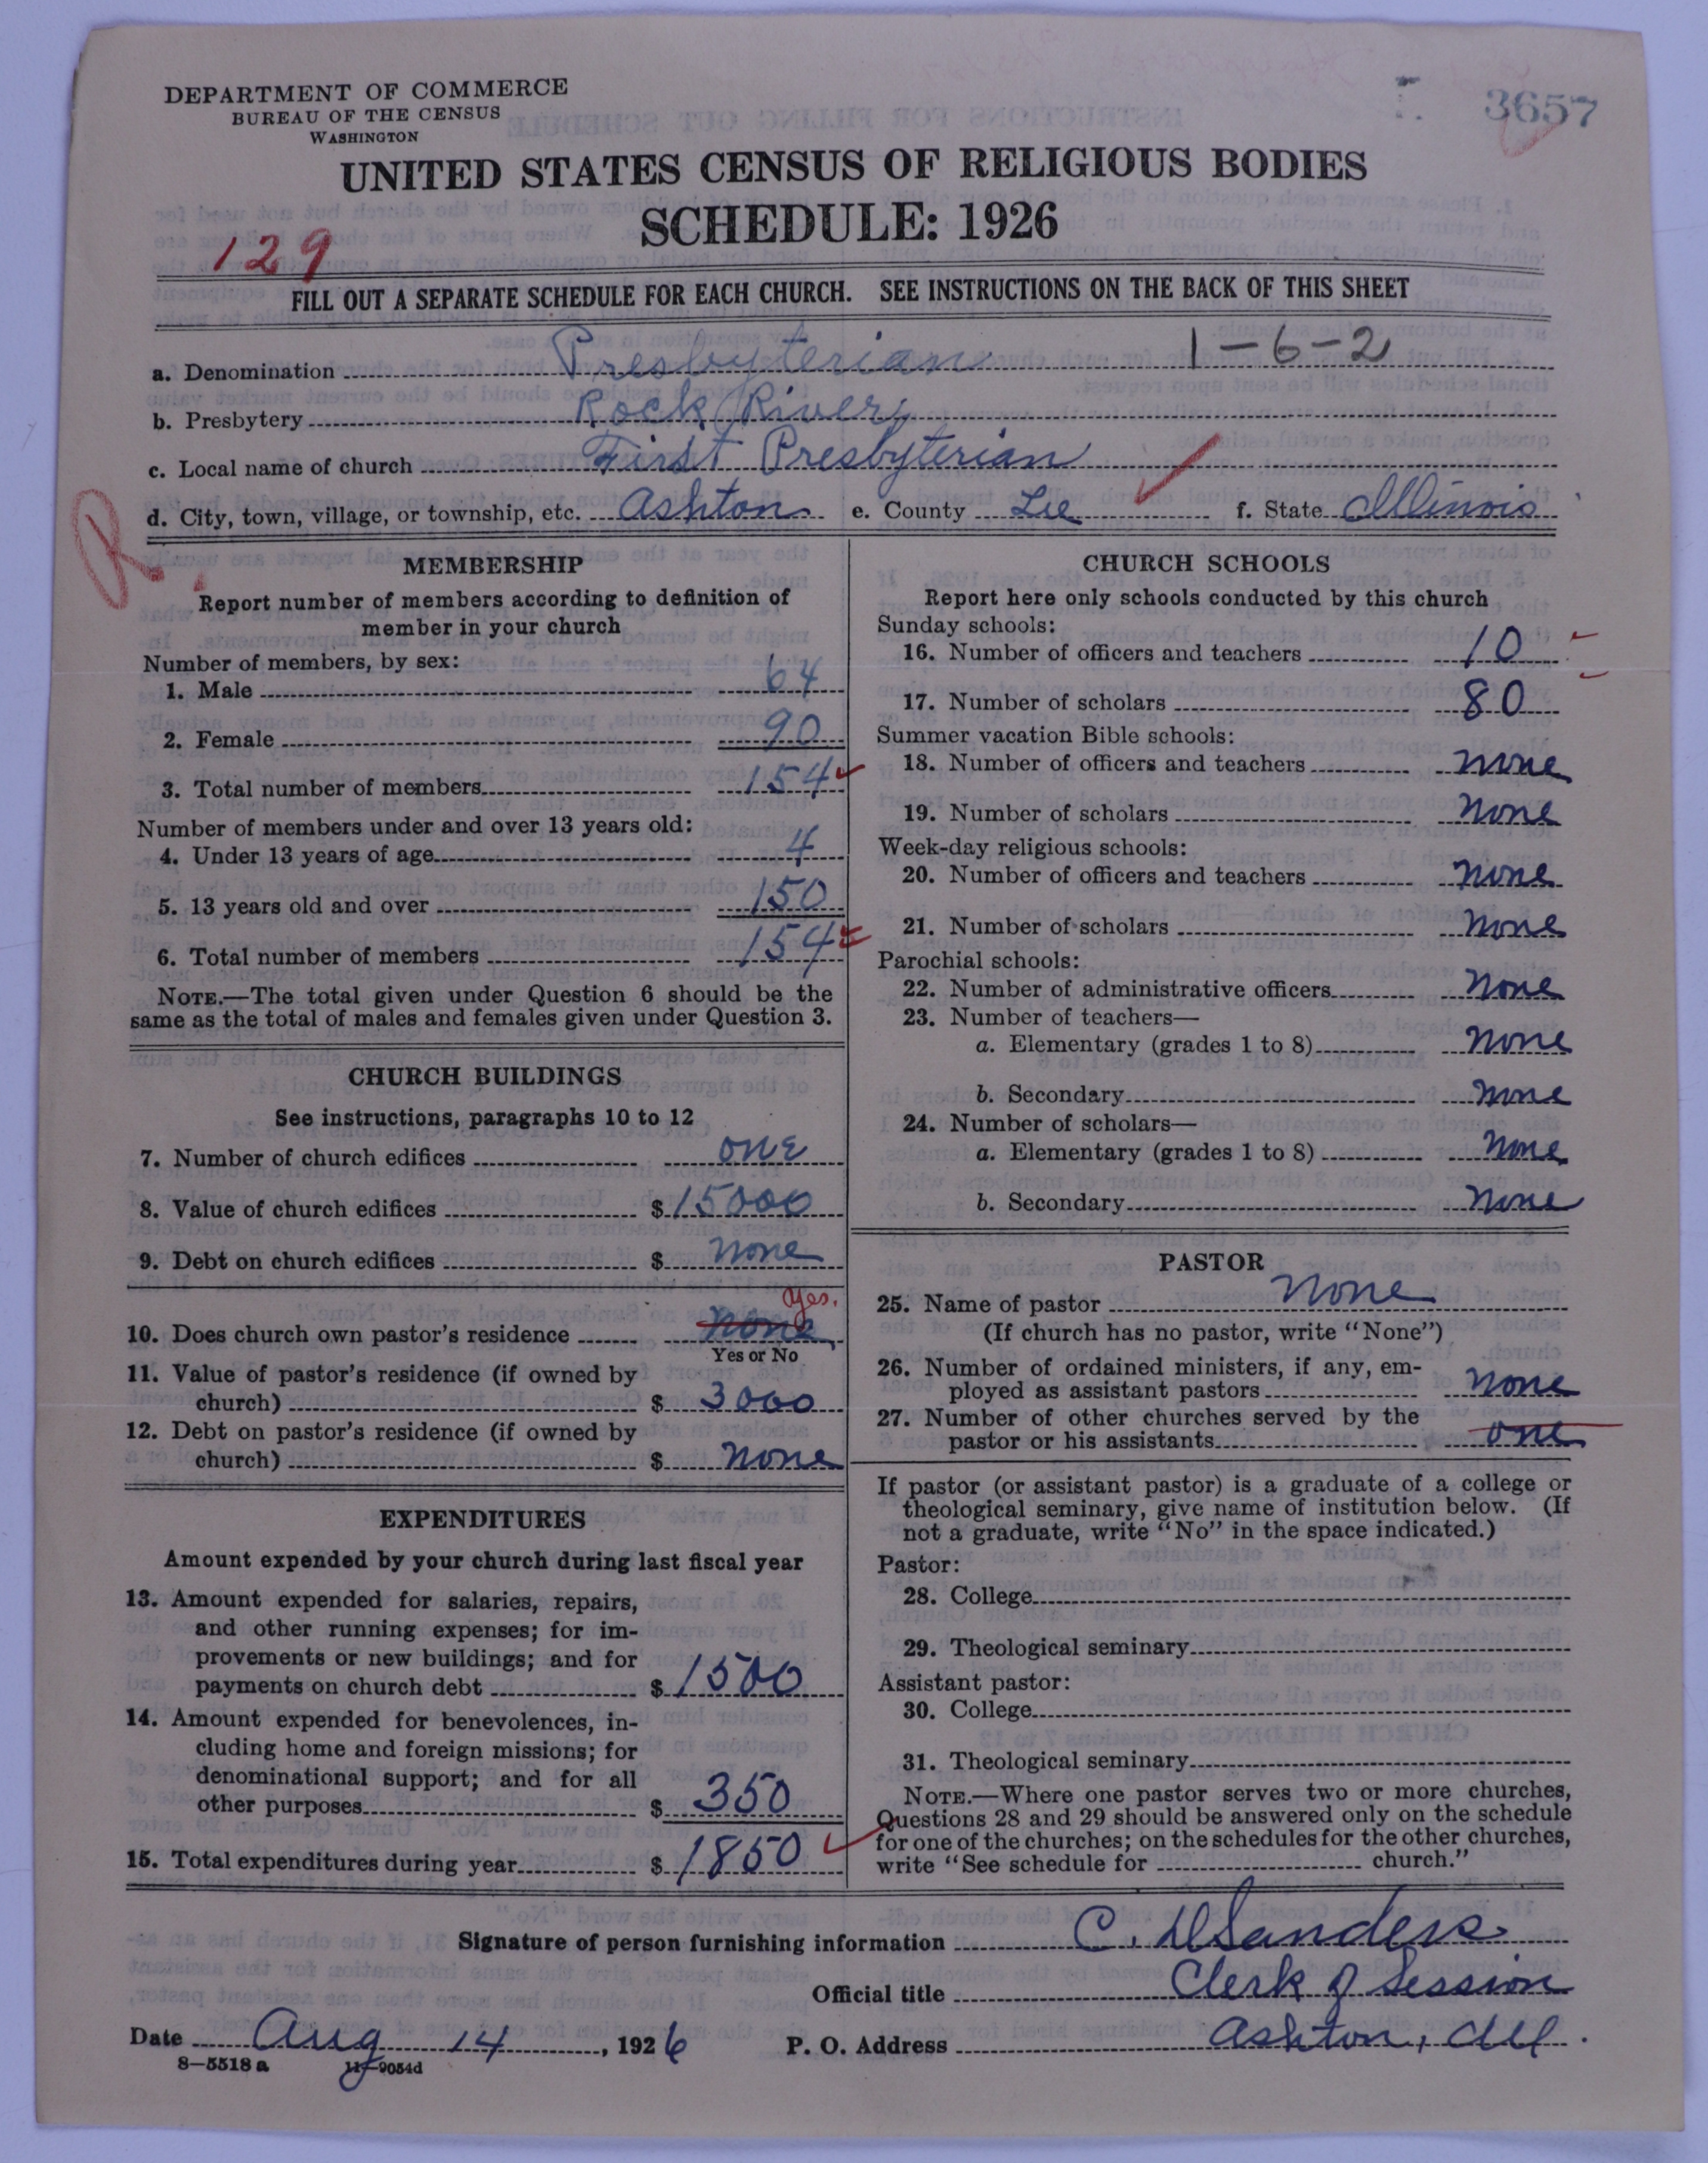 DEPARTMENT OF COMMERCE
BUREAU OF THE CENSUS
WASHINGTON
3657
UNITED STATES CENSUS OF RELIGIOUS BODIES
SCHEDULE: 1926
129
FILL OUT A SEPARATE SCHEDULE FOR EACH CHURCH. SEE INSTRUCTIONS ON THE BACK OF THIS SHEET
a. Denomination Presbyterian 1-6-2
b. Presbytery Rock River
c. Local name of church First Presbyterian
d. City, town, village, or township, etc. Ashton e. County Lee f. State Illinois
R.
MEMBERSHIP
Report number of members according to definition of
member in your church
Number of members, by sex:
1. Male 64
2. Female 90
3. Total number of members 154
Number of members under and over 13 years old:
4. Under 13 years of age 4
5. 13 years old and over 150
6. Total number of members 154
NOTE.—The total given under Question 6 should be the
same as the total of males and females given under Question 3.
CHURCH BUILDINGS
See instructions, paragraphs 10 to 12
7. Number of church edifices one
8. Value of church edifices $ 15000
9. Debt on church edifices $ none
yes.
10. Does church own pastor's residence none
Yes or No
11. Value of pastor's residence (if owned by
church) $ 3000
12. Debt on pastor's residence (if owned by
church) $ none
EXPENDITURES
Amount expended by your church during last fiscal year
13. Amount expended for salaries, repairs,
and other running expenses; for im-
provements or new buildings; and for
payments on church debt $ 1500
14. Amount expended for benevolences, in-
cluding home and foreign missions; for
denominational support; and for all
other purposes $ 350
15. Total expenditures during year $ 1850
CHURCH SCHOOLS
Report here only schools conducted by this church
Sunday schools:
16. Number of officers and teachers 10
17. Number of scholars 80
Summer vacation Bible schools:
18. Number of officers and teachers none
19. Number of scholars none
Week-day religious schools:
20. Number of officers and teachers none
21. Number of scholars none
Parochial schools:
22. Number of administrative officers none
23. Number of teachers—
a. Elementary (grades 1 to 8) none
b. Secondary none
24. Number of scholars—
a. Elementary (grades 1 to 8) none
b. Secondary none
PASTOR
25. Name of pastor none
(If church has no pastor, write "None")
26. Number of ordained ministers, if any, em-
ployed as assistant pastors none
27. Number of other churches served by the
pastor or his assistants one
If pastor (or assistant pastor) is a graduate of a college or
theological seminary, give name of institution below. (If
not a graduate, write "No" in the space indicated.)
Pastor:
28. College
29. Theological seminary
Assistant pastor:
30. College
31. Theological seminary
NOTE.—Where one pastor serves two or more churches,
Questions 28 and 29 should be answered only on the schedule
for one of the churches; on the schedules for the other churches,
write "See schedule for church."
Signature of person furnishing information C. D Sanders
Official title Clerk of Session
Date Aug 14, 1926 P. O. Address Ashton, Ill.
8-5518a 11-9054d